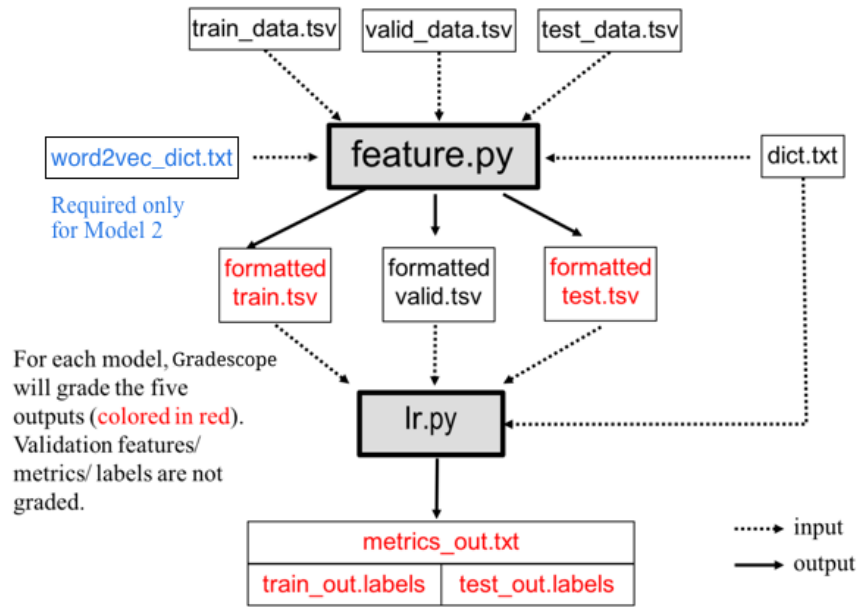 train_data.tsv
valid_data.tsv
test_data.tsv
word2vec_dict.txt
feature.py
dict.txt
Required only
for Model 2
formatted
train.tsv
formatted
valid.tsv
formatted
test.tsv
For each model, Gradescope
will grade the five
outputs (colored in red).
Validation features/
metrics/ labels are not
graded.
lr.py
metrics_out.txt
train_out.labels
test_out.labels
input
output